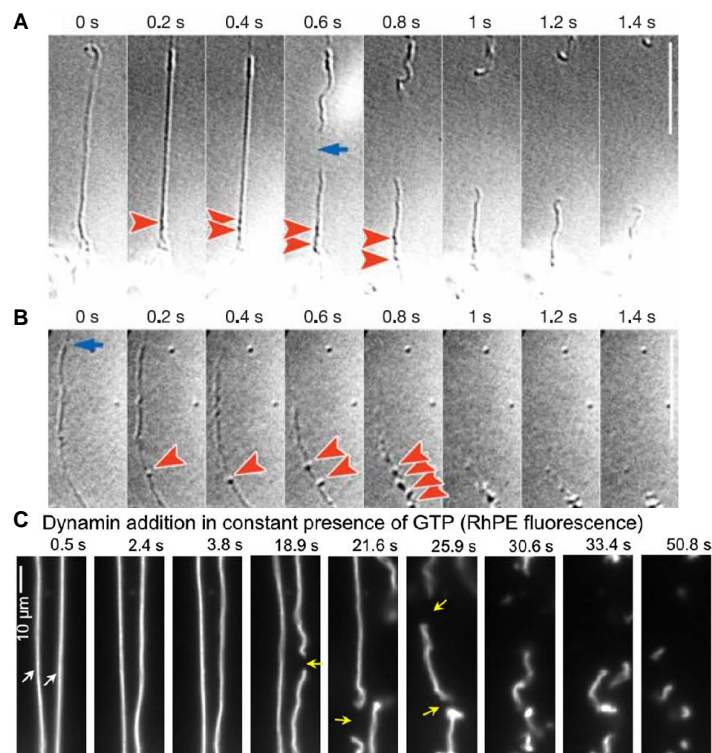 A
0 s 0.2 s 0.4 s 0.6 s 0.8 s 1 s 1.2 s 1.4 s
B
0 s 0.2 s 0.4 s 0.6 s 0.8 s 1 s 1.2 s 1.4 s
C Dynamin addition in constant presence of GTP (RhPE fluorescence)
0.5 s 2.4 s 3.8 s 18.9 s 21.6 s 25.9 s 30.6 s 33.4 s 50.8 s
10 µm